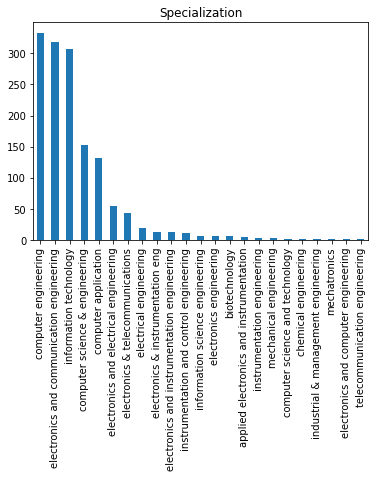 Specialization
350
300
250
200
150
100
50
0
computer engineering
electronics and communication engineering
information technology
computer science & engineering
computer application
electronics and electrical engineering
electronics & telecommunications
electrical engineering
electronics & instrumentation eng
electronics and instrumentation engineering
instrumentation and control engineering
information science engineering
electronics engineering
biotechnology
applied electronics and instrumentation
instrumentation engineering
mechanical engineering
computer science and technology
chemical engineering
industrial & management engineering
mechatronics
electronics and computer engineering
telecommunication engineering